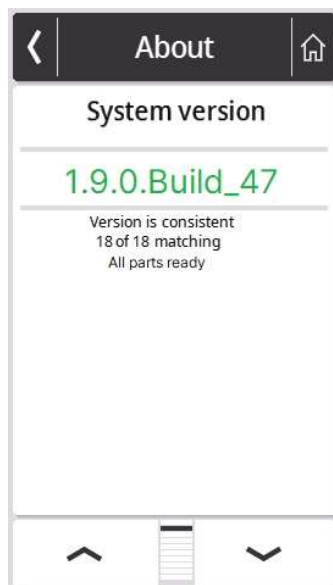 About
System version
1.9.0.Build_47
Version is consistent
18 of 18 matching
All parts ready